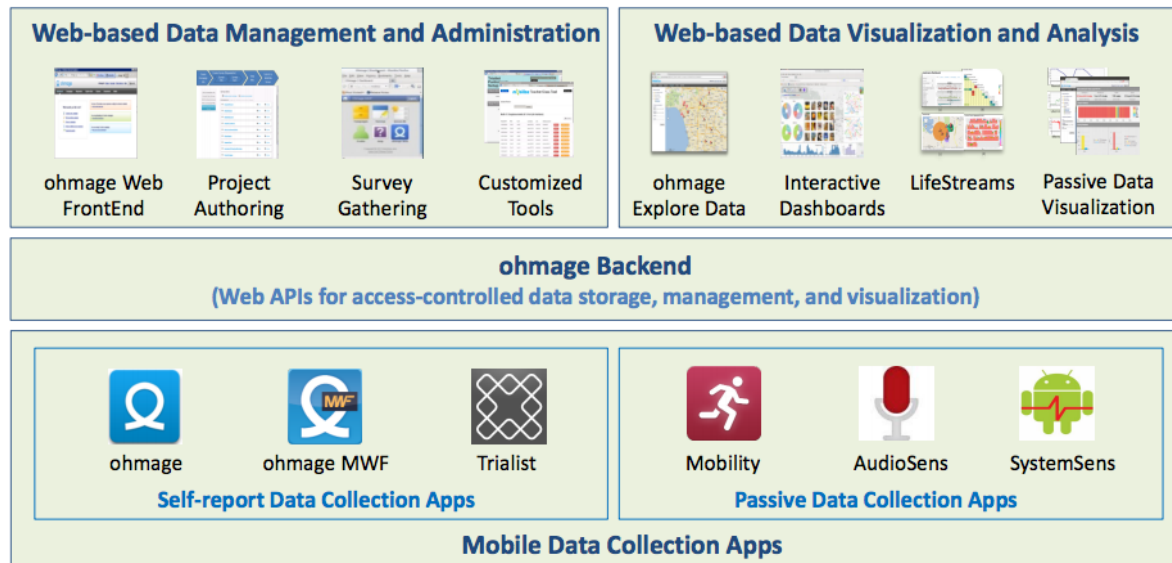 Web-based Data Management and Administration
ohmage Web
FrontEnd
Project
Authoring
Survey
Gathering
Customized
Tools
Web-based Data Visualization and Analysis
ohmage
Explore Data
Interactive
Dashboards
LifeStreams
Passive Data
Visualization
ohmage Backend
(Web APIs for access-controlled data storage, management, and visualization)
ohmage
ohmage MWF
MWF
Trialist
Self-report Data Collection Apps
Mobility
AudioSens
SystemSens
Passive Data Collection Apps
Mobile Data Collection Apps